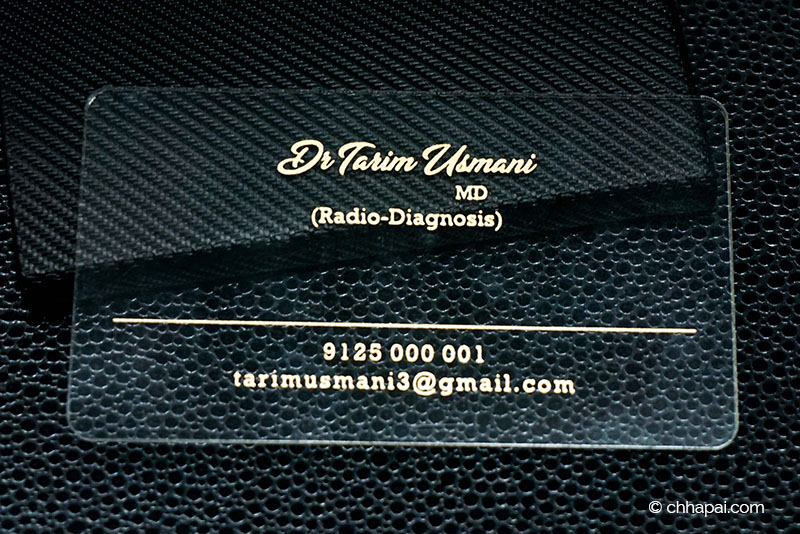 Dr Tarim Usmani
MD
(Radio-Diagnosis)
9125 000 001
tarimusmani3@gmail.com
© chhapai.com